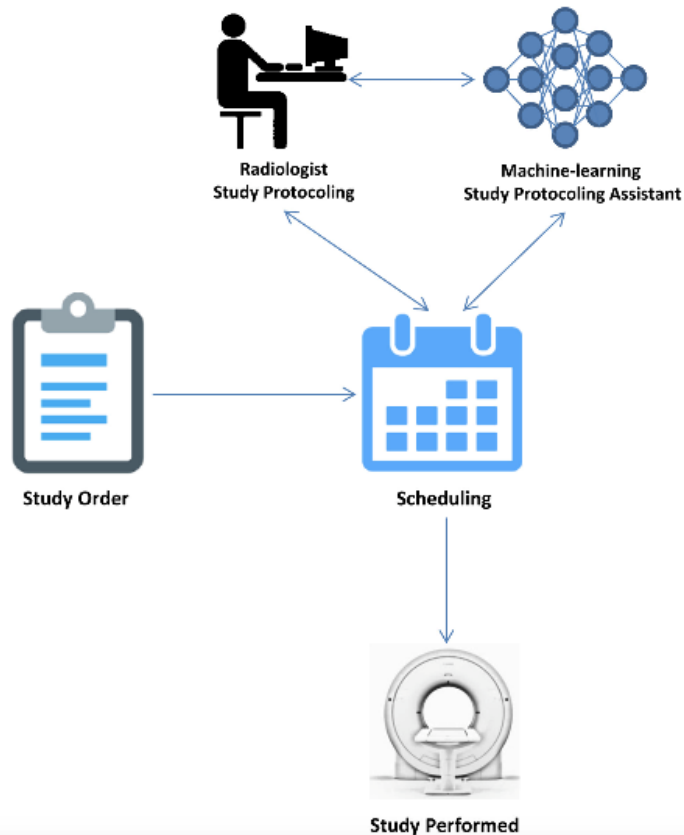 Radiologist
Study Protocoling
Machine-learning
Study Protocoling Assistant
Study Order
Scheduling
Study Performed